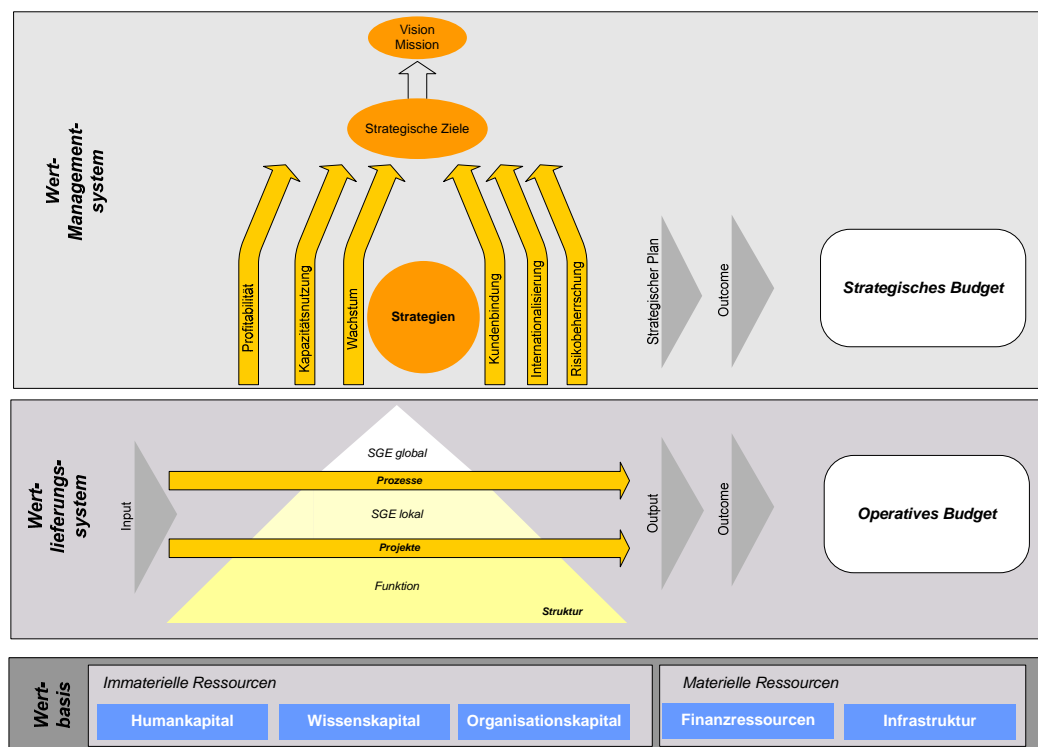 Wert-
Management-
system
Vision
Mission
Strategische Ziele
Profitabilität
Kapazitätsnutzung
Wachstum
Strategien
Kundenbindung
Internationalisierung
Risikobeherrschung
Strategischer Plan
Outcome
Strategisches Budget
Wert-
lieferungs-
system
Input
SGE global
Prozesse
SGE lokal
Projekte
Funktion
Struktur
Output
Outcome
Operatives Budget
Wert-
basis
Immaterielle Ressourcen
Humankapital
Wissenskapital
Organisationskapital
Materielle Ressourcen
Finanzressourcen
Infrastruktur